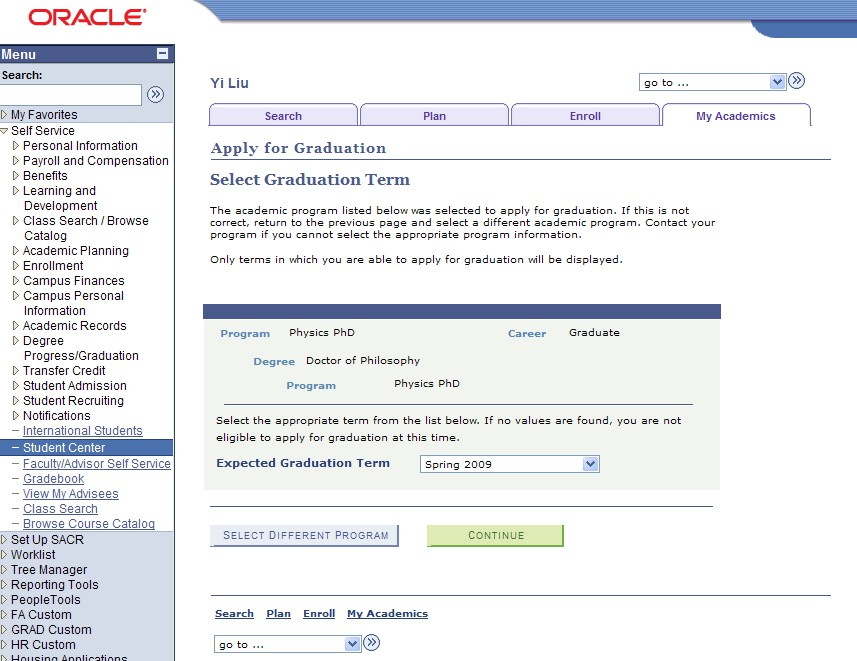 ORACLE
Menu
Search:
My Favorites
Self Service
Personal Information
Payroll and Compensation
Benefits
Learning and
Development
Class Search / Browse
Catalog
Academic Planning
Enrollment
Campus Finances
Campus Personal
Information
Academic Records
Degree
Progress/Graduation
Transfer Credit
Student Admission
Student Recruiting
Notifications
International Students
Student Center
Faculty/Advisor Self Service
Gradebook
View My Advisees
Class Search
Browse Course Catalog
Set Up SACR
Worklist
Tree Manager
Reporting Tools
PeopleTools
FA Custom
GRAD Custom
HR Custom
Housing Applications
Yi Liu
go to ...
Search Plan Enroll My Academics
Apply for Graduation
Select Graduation Term
The academic program listed below was selected to apply for graduation. If this is not
correct, return to the previous page and select a different academic program. Contact your
program if you cannot select the appropriate program information.
Only terms in which you are able to apply for graduation will be displayed.
Program Physics PhD Career Graduate
Degree Doctor of Philosophy
Program Physics PhD
Select the appropriate term from the list below. If no values are found, you are not
eligible to apply for graduation at this time.
Expected Graduation Term Spring 2009
SELECT DIFFERENT PROGRAM CONTINUE
Search Plan Enroll My Academics
go to ...